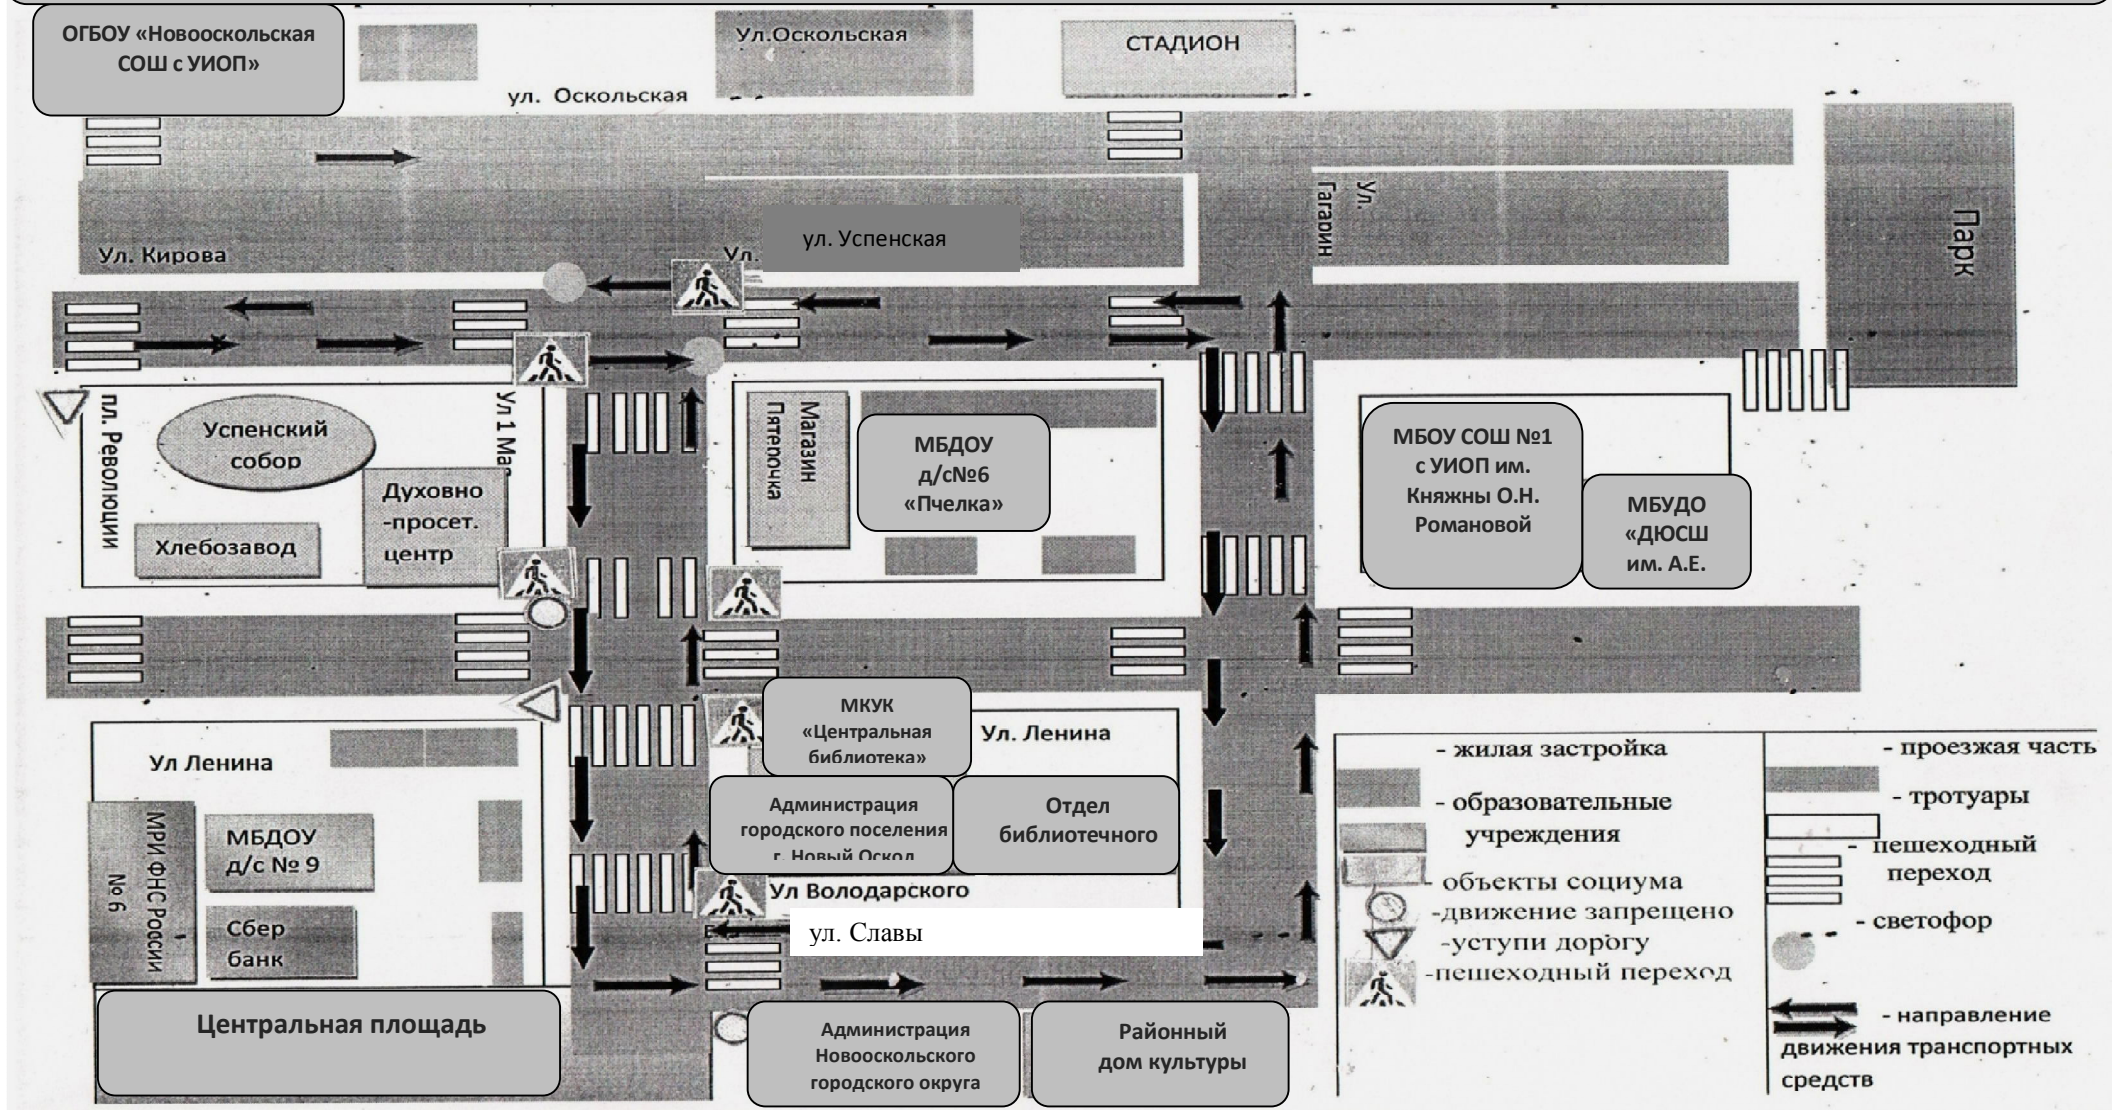 ОГБОУ «Новооскольская
СОШ с УИОП»
Ул.Оскольская
СТАДИОН
ул. Оскольская
Ул. Кирова
Ул.
ул. Успенская
Ул.
Гагарин
Парк
пл. Революции
Успенский
собор
Ул 1 Мая
Духовно
-просет.
центр
Хлебозавод
Магазин
Пятерочка
МБДОУ
д/с№6
«Пчелка»
МБОУ СОШ №1
с УИОП им.
Княжны О.Н.
Романовой
МБУДО
«ДЮСШ
им. А.Е.
Ул Ленина
МРИ ФНС России
№ 6
МБДОУ
д/с № 9
Сбер
банк
МКУК
«Центральная
библиотека»
Ул. Ленина
Администрация
городского поселения
г. Новый Оскол
Отдел
библиотечного
Ул Володарского
ул. Славы
Центральная площадь
Администрация
Новооскольского
городского округа
Районный
дом культуры
- жилая застройка
- образовательные
учреждения
- объекты социума
-движение запрещено
-уступи дорогу
-пешеходный переход
- проезжая часть
- тротуары
- пешеходный
переход
- светофор
- направление
движения транспортных
средств